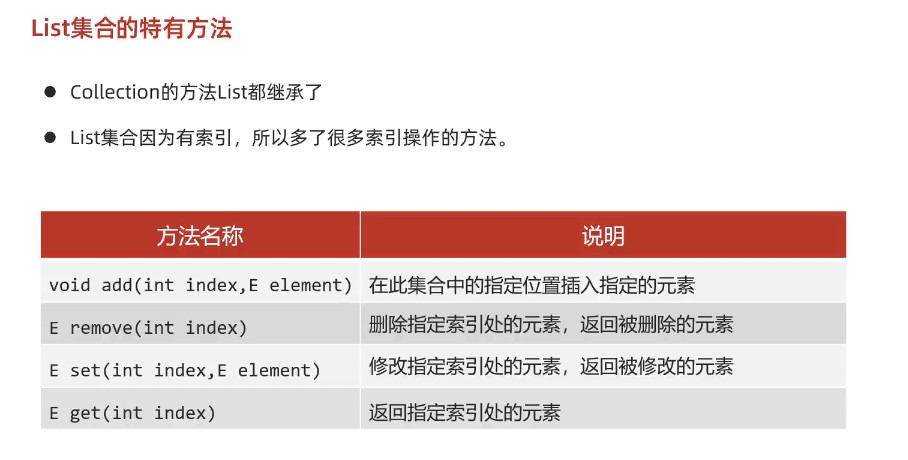 List集合的特有方法
● Collection的方法List都继承了
● List集合因为有索引，所以多了很多索引操作的方法。
方法名称 说明
void add(int index,E element) 在此集合中的指定位置插入指定的元素
E remove(int index) 删除指定索引处的元素，返回被删除的元素
E set(int index,E element) 修改指定索引处的元素，返回被修改的元素
E get(int index) 返回指定索引处的元素